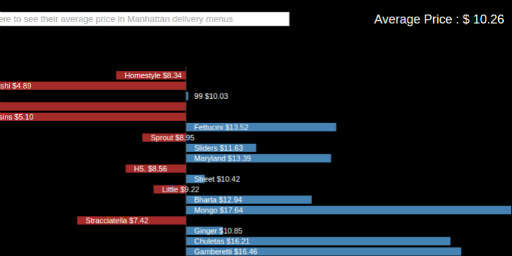 ere to see their average price in Manhattan delivery menus
Average Price : $ 10.26
Homestyle $8.34
shi $4.89
99 $10.03
sins $5.10
Fettucini $13.52
Sprout $8.95
Sliders $11.63
Maryland $13.39
HS. $8.56
Street $10.42
Little $9.22
Bharta $12.94
Mongo $17.64
Stracciatella $7.42
Ginger $10.85
Chuletas $16.21
Gamberetti $16.46